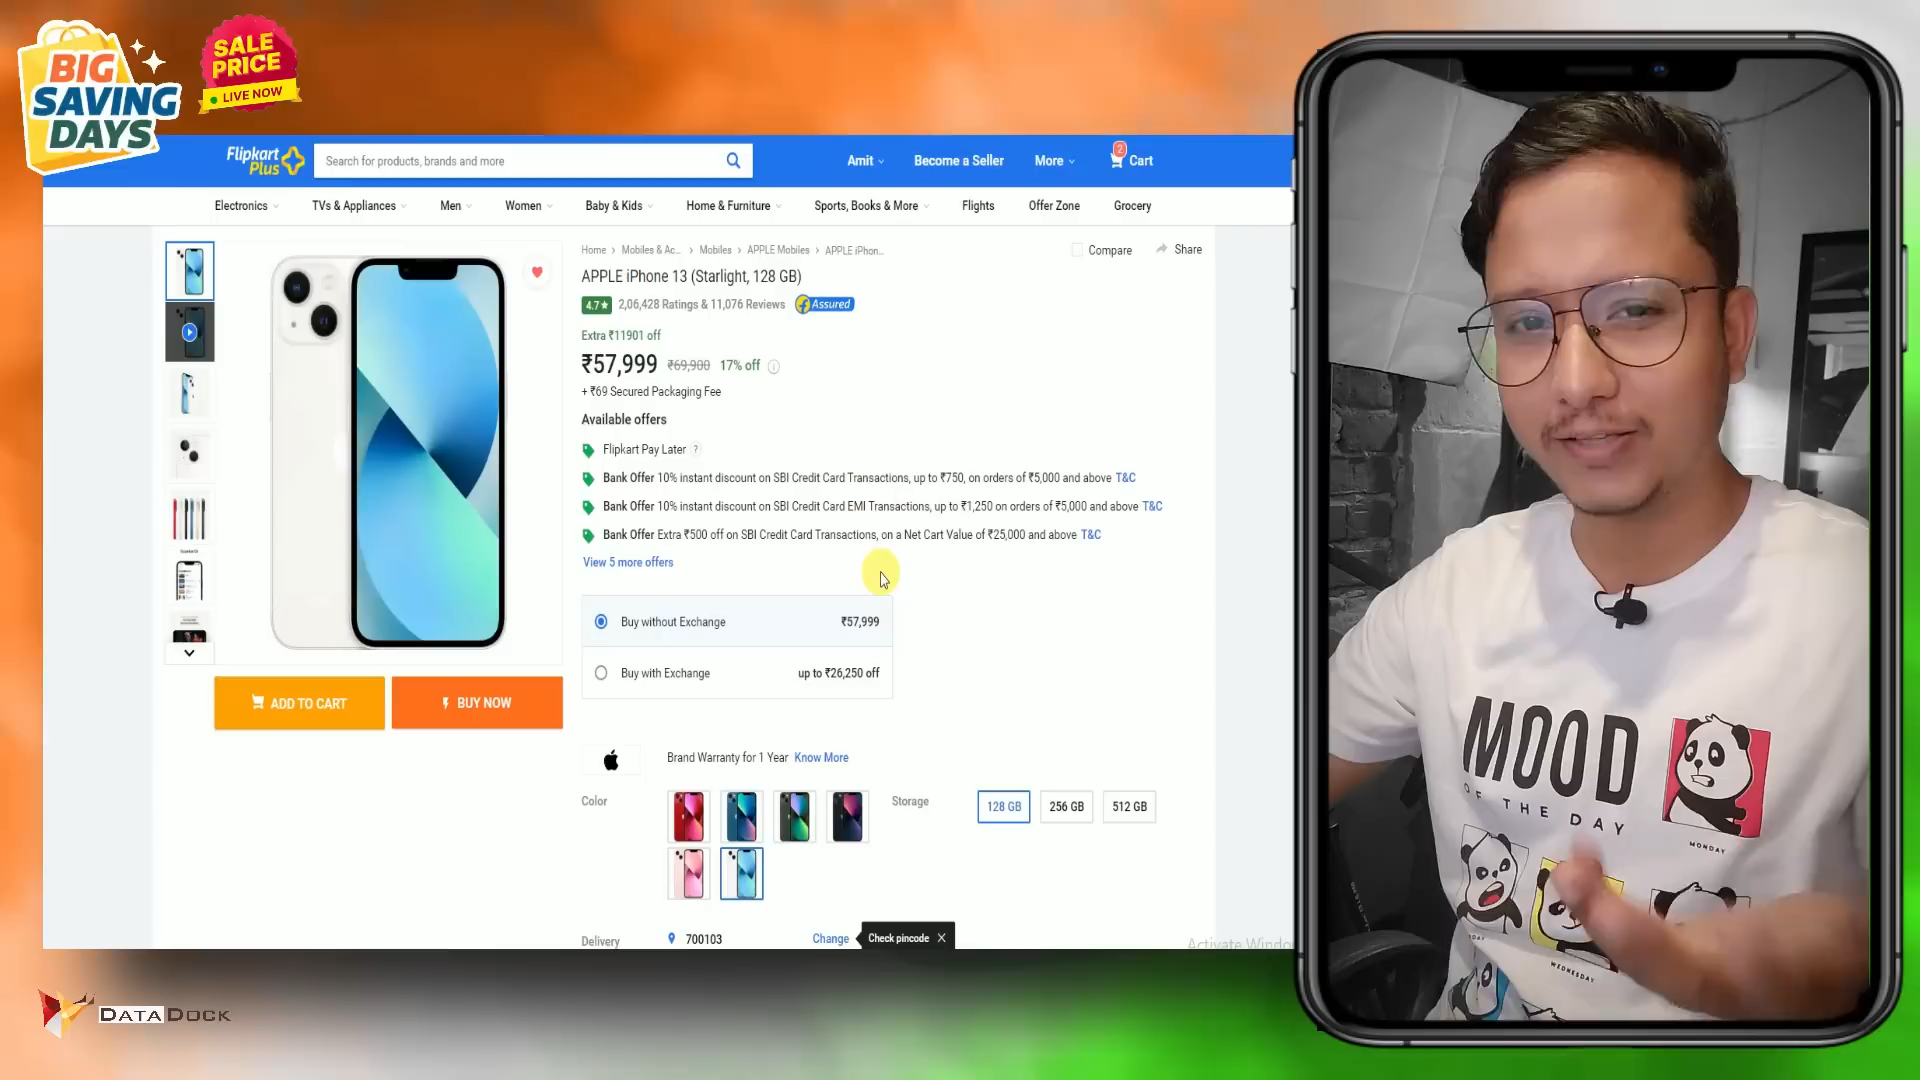 BIG
SAVING
DAYS
SALE
PRICE
LIVE NOW
Flipkart
Plus
Search for products, brands and more
Amit
Become a Seller
More
2
Cart
Electronics
TVs & Appliances
Men
Women
Baby & Kids
Home & Furniture
Sports, Books & More
Flights
Offer Zone
Grocery
Home > Mobiles & Ac... > Mobiles > APPLE Mobiles > APPLE iPhon...
Compare
Share
APPLE iPhone 13 (Starlight, 128 GB)
4.7★ 2,06,428 Ratings & 11,076 Reviews Assured
Extra ₹11901 off
₹57,999 ₹69,900 17% off
+ ₹69 Secured Packaging Fee
Available offers
Flipkart Pay Later ?
Bank Offer 10% instant discount on SBI Credit Card Transactions, up to ₹750, on orders of ₹5,000 and above T&C
Bank Offer 10% instant discount on SBI Credit Card EMI Transactions, up to ₹1,250 on orders of ₹5,000 and above T&C
Bank Offer Extra ₹500 off on SBI Credit Card Transactions, on a Net Cart Value of ₹25,000 and above T&C
View 5 more offers
Buy without Exchange ₹57,999
Buy with Exchange up to ₹26,250 off
ADD TO CART
BUY NOW
Brand Warranty for 1 Year Know More
Color
Storage
128 GB
256 GB
512 GB
Delivery
700103
Change
Check pincode X
Activate Windo
DATADOCK
MOOD
OF THE DAY
MONDAY
WEDNESDAY